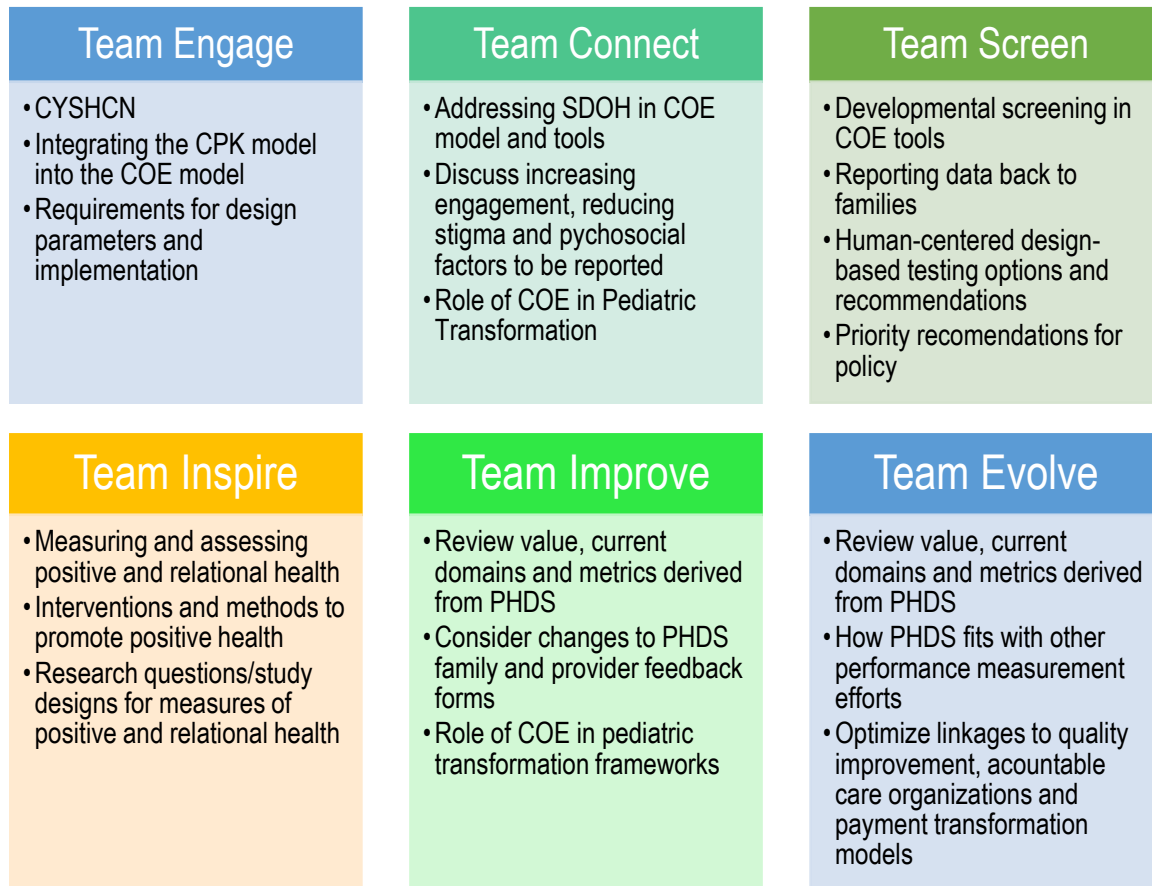 Team Engage
•CYSHCN
•Integrating the CPK model
into the COE model
•Requirements for design
parameters and
implementation
Team Connect
•Addressing SDOH in COE
model and tools
•Discuss increasing
engagement, reducing
stigma and pychosocial
factors to be reported
•Role of COE in Pediatric
Transformation
Team Screen
•Developmental screening in
COE tools
•Reporting data back to
families
•Human-centered design-
based testing options and
recommendations
•Priority recomendations for
policy
Team Inspire
•Measuring and assessing
positive and relational health
•Interventions and methods to
promote positive health
•Research questions/study
designs for measures of
positive and relational health
Team Improve
•Review value, current
domains and metrics derived
from PHDS
•Consider changes to PHDS
family and provider feedback
forms
•Role of COE in pediatric
transformation frameworks
Team Evolve
•Review value, current
domains and metrics derived
from PHDS
•How PHDS fits with other
performance measurement
efforts
•Optimize linkages to quality
improvement, acountable
care organizations and
payment transformation
models